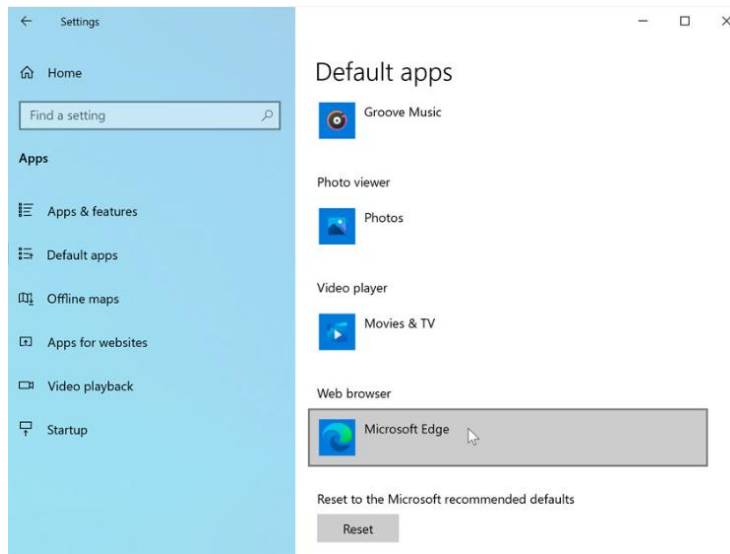 Settings
Home
Find a setting
Apps
Apps & features
Default apps
Offline maps
Apps for websites
Video playback
Startup
Default apps
Groove Music
Photo viewer
Photos
Video player
Movies & TV
Web browser
Microsoft Edge
Reset to the Microsoft recommended defaults
Reset